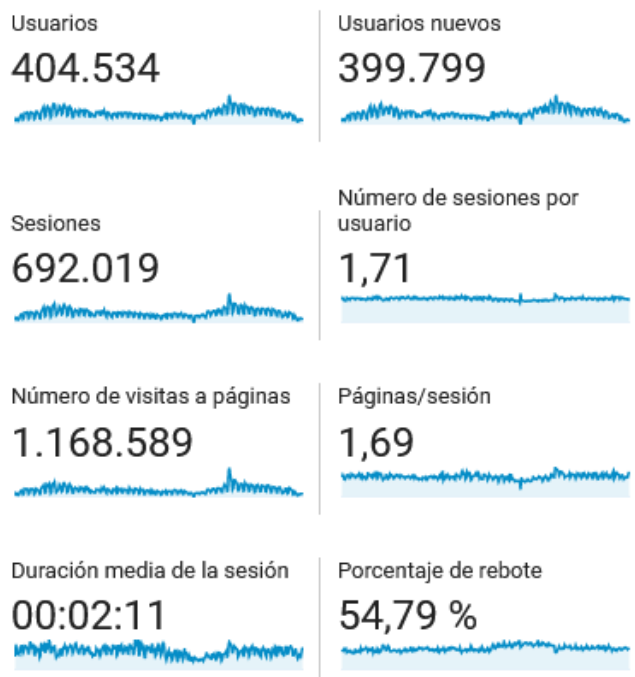 Usuarios
404.534
Usuarios nuevos
399.799
Sesiones
692.019
Número de sesiones por
usuario
1,71
Número de visitas a páginas
1.168.589
Páginas/sesión
1,69
Duración media de la sesión
00:02:11
Porcentaje de rebote
54,79 %